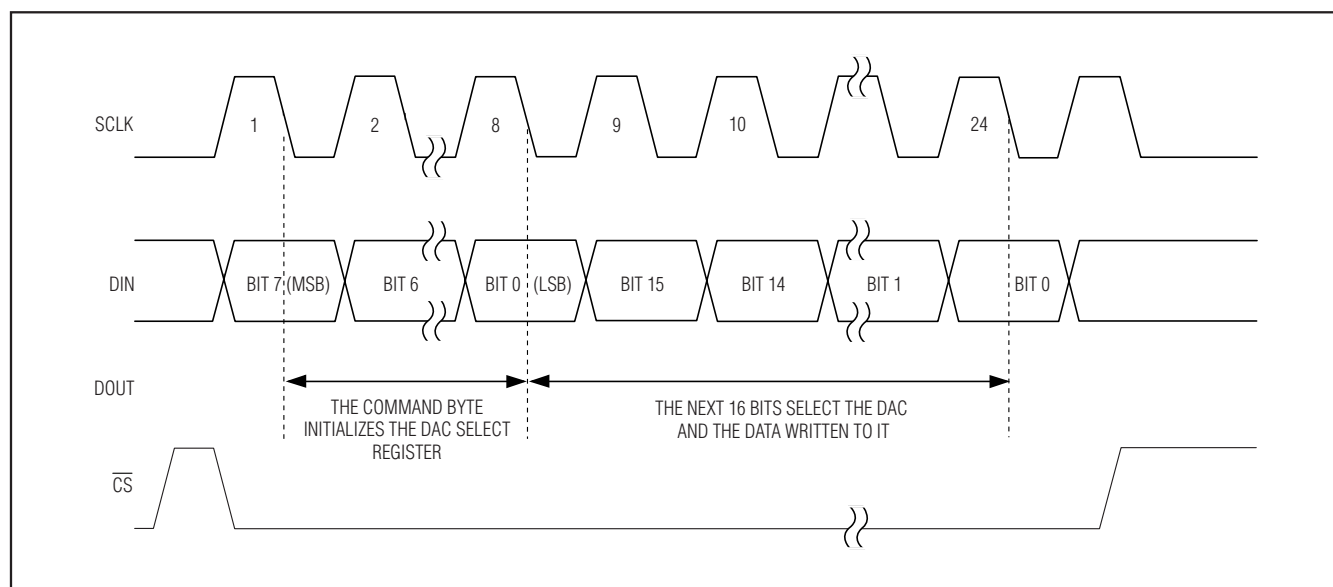 SCLK
1
2
8
9
10
24
DIN
BIT 7 (MSB)
BIT 6
BIT 0 (LSB)
BIT 15
BIT 14
BIT 1
BIT 0
DOUT
THE COMMAND BYTE
INITIALIZES THE DAC SELECT
REGISTER
THE NEXT 16 BITS SELECT THE DAC
AND THE DATA WRITTEN TO IT
CS